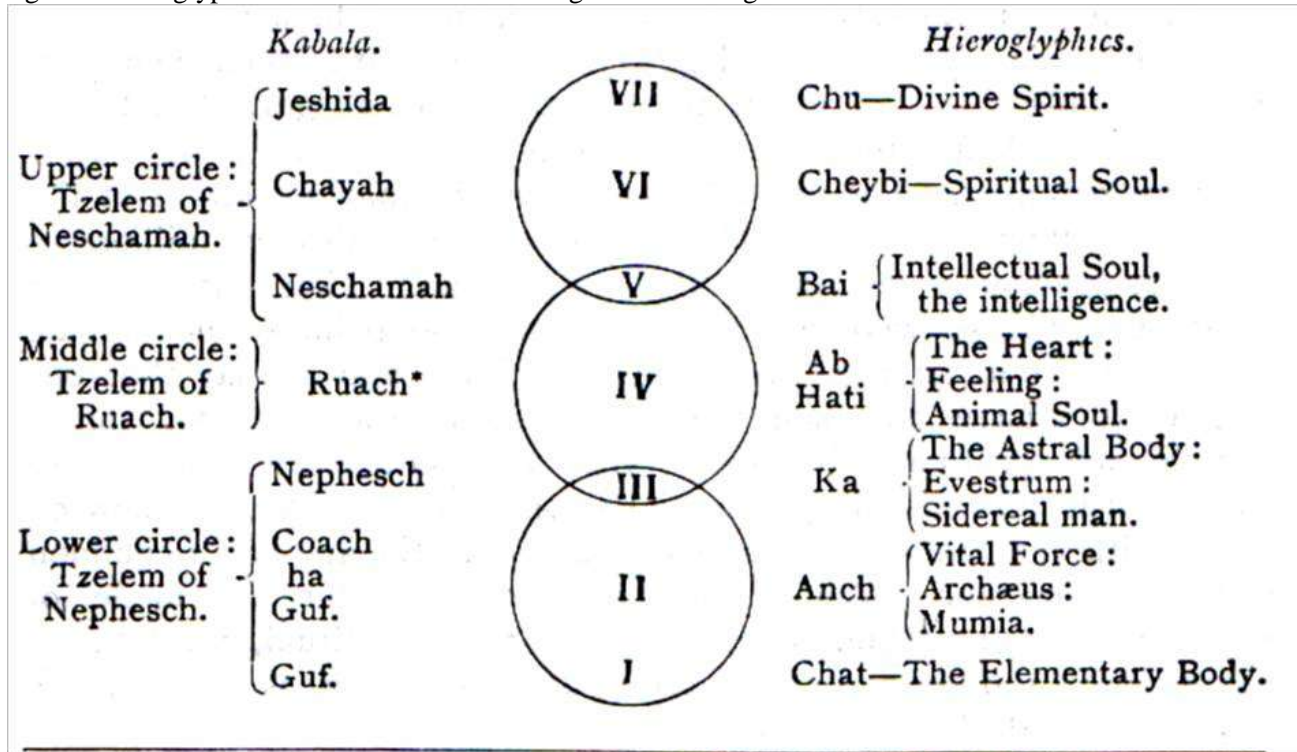 Kabala.
Hieroglyphics.
Upper circle:
Tzelem of
Neschamah.
Jeshida
Chayah
Neschamah
Middle circle:
Tzelem of
Ruach.
Ruach*
Lower circle:
Tzelem of
Nephesch.
Nephesch
Coach
ha
Guf.
Guf.
VII
VI
V
IV
III
II
I
Chu—Divine Spirit.
Cheybi—Spiritual Soul.
Bai
Intellectual Soul,
the intelligence.
Ab
Hati
The Heart:
Feeling:
Animal Soul.
Ka
The Astral Body:
Evestrum:
Sidereal man.
Anch
Vital Force:
Archæus:
Mumia.
Chat—The Elementary Body.